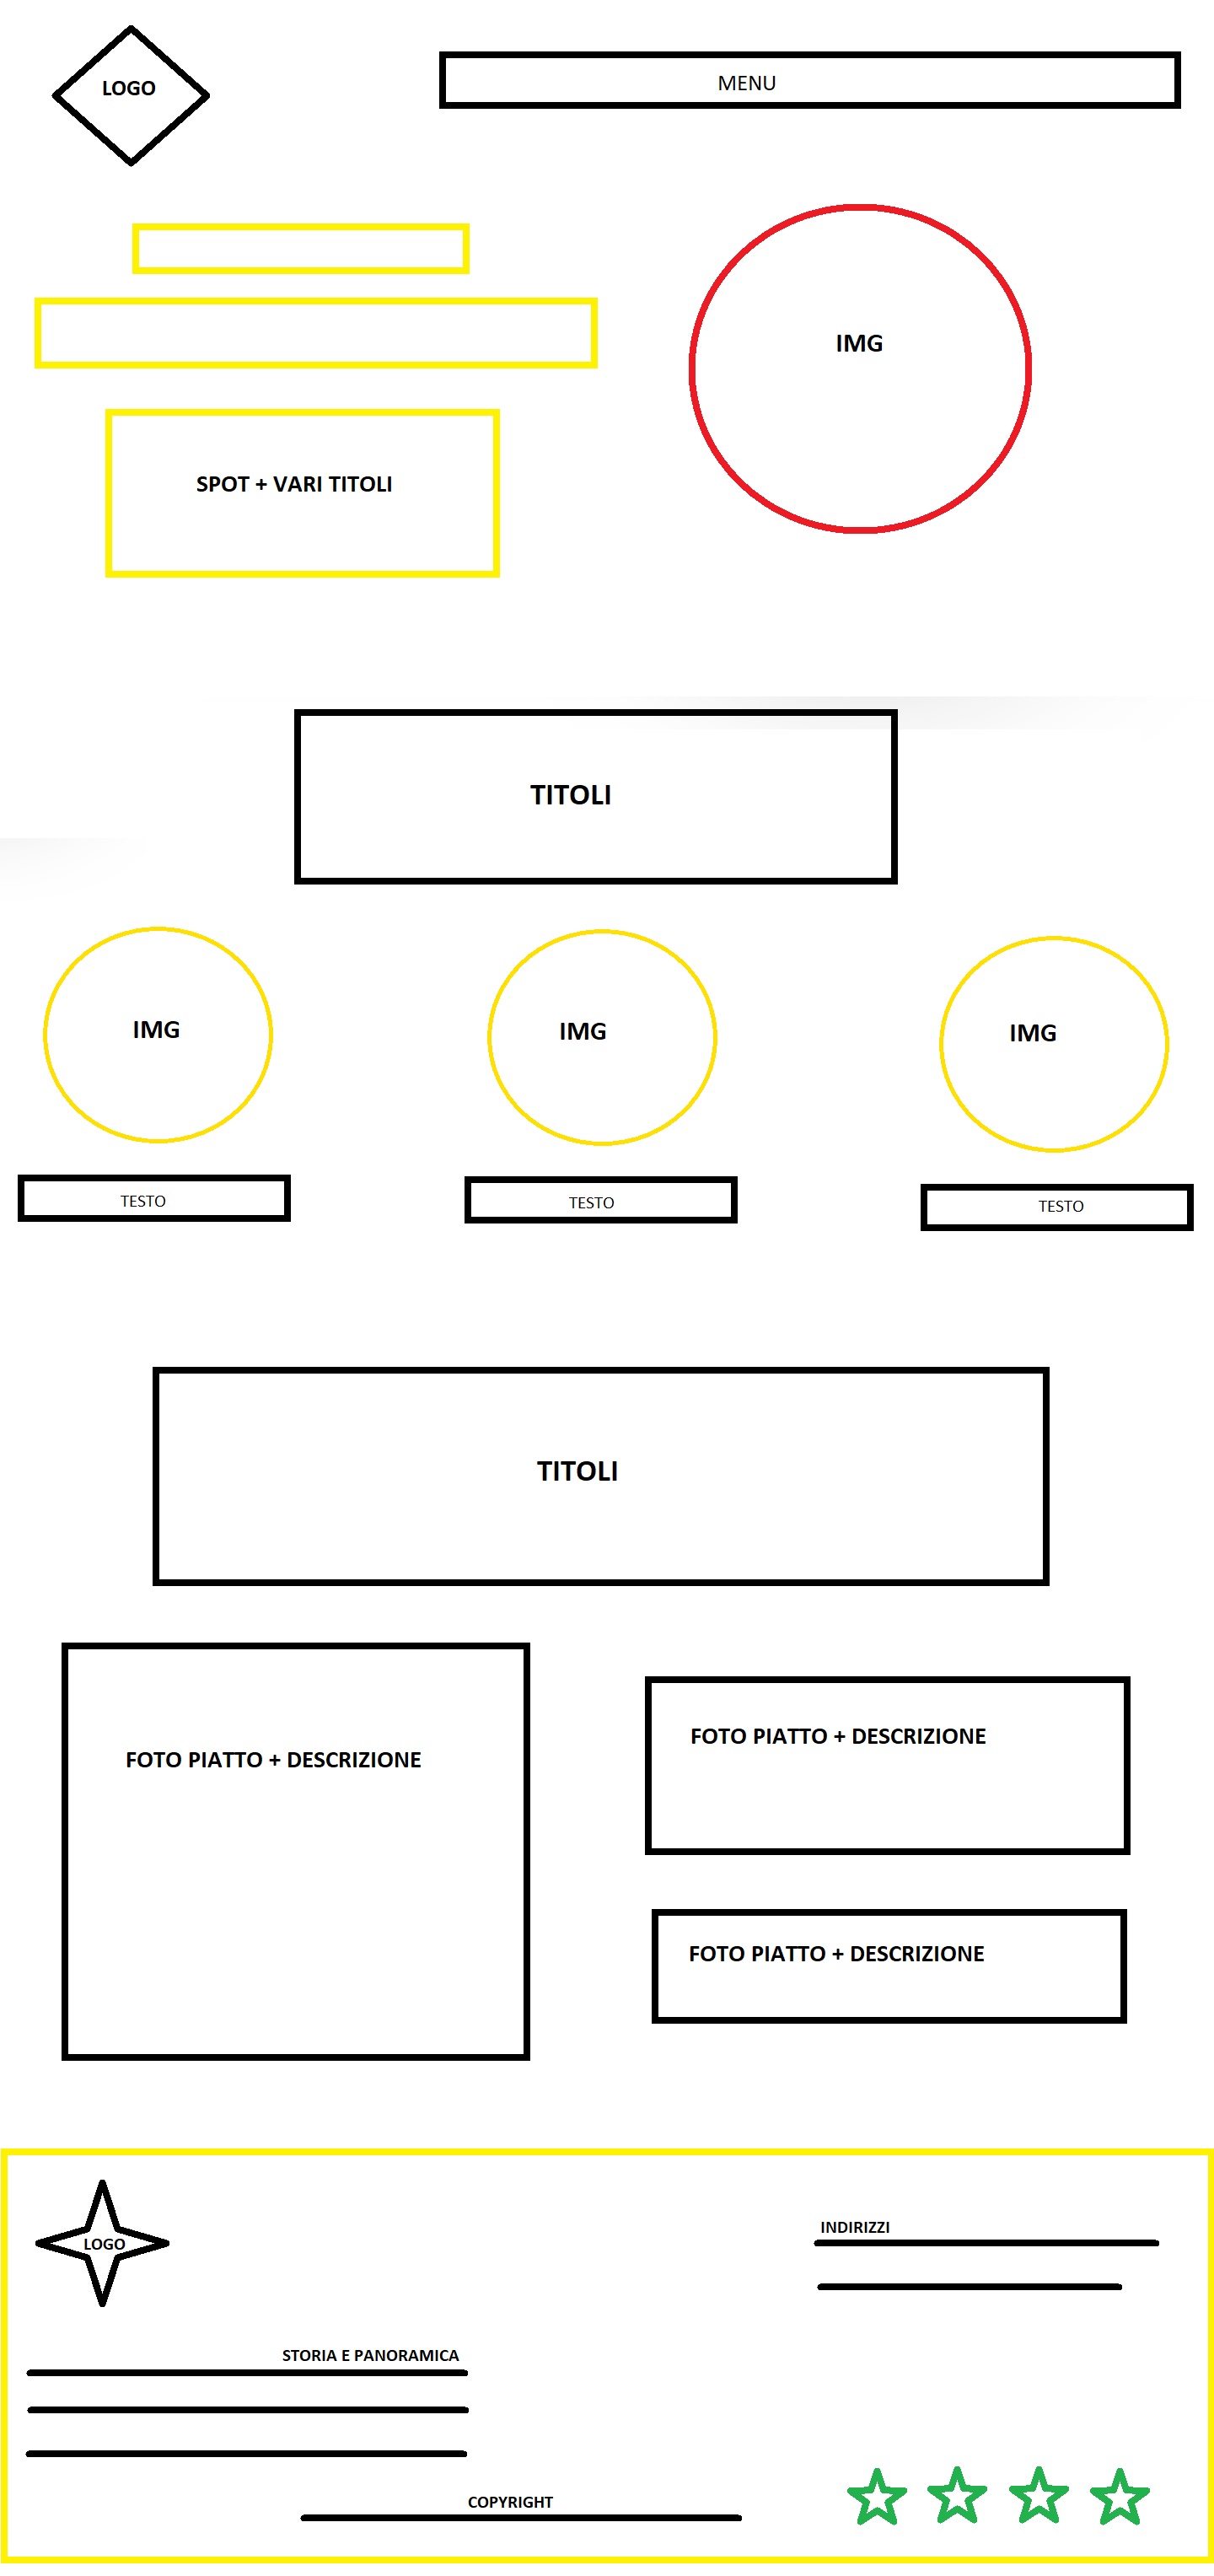 LOGO
MENU
IMG
SPOT + VARI TITOLI
TITOLI
IMG
IMG
IMG
TESTO
TESTO
TESTO
TITOLI
FOTO PIATTO + DESCRIZIONE
FOTO PIATTO + DESCRIZIONE
FOTO PIATTO + DESCRIZIONE
LOGO
INDIRIZZI
STORIA E PANORAMICA
COPYRIGHT